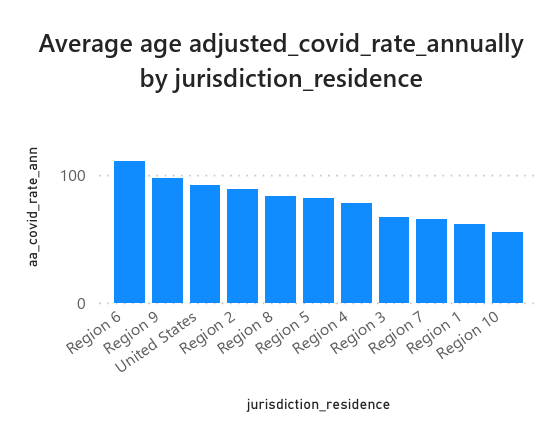 Average age adjusted_covid_rate_annually
by jurisdiction_residence
aa_covid_rate_ann
100
0
Region 6
Region 9
United States
Region 2
Region 8
Region 5
Region 4
Region 3
Region 7
Region 1
Region 10
jurisdiction_residence